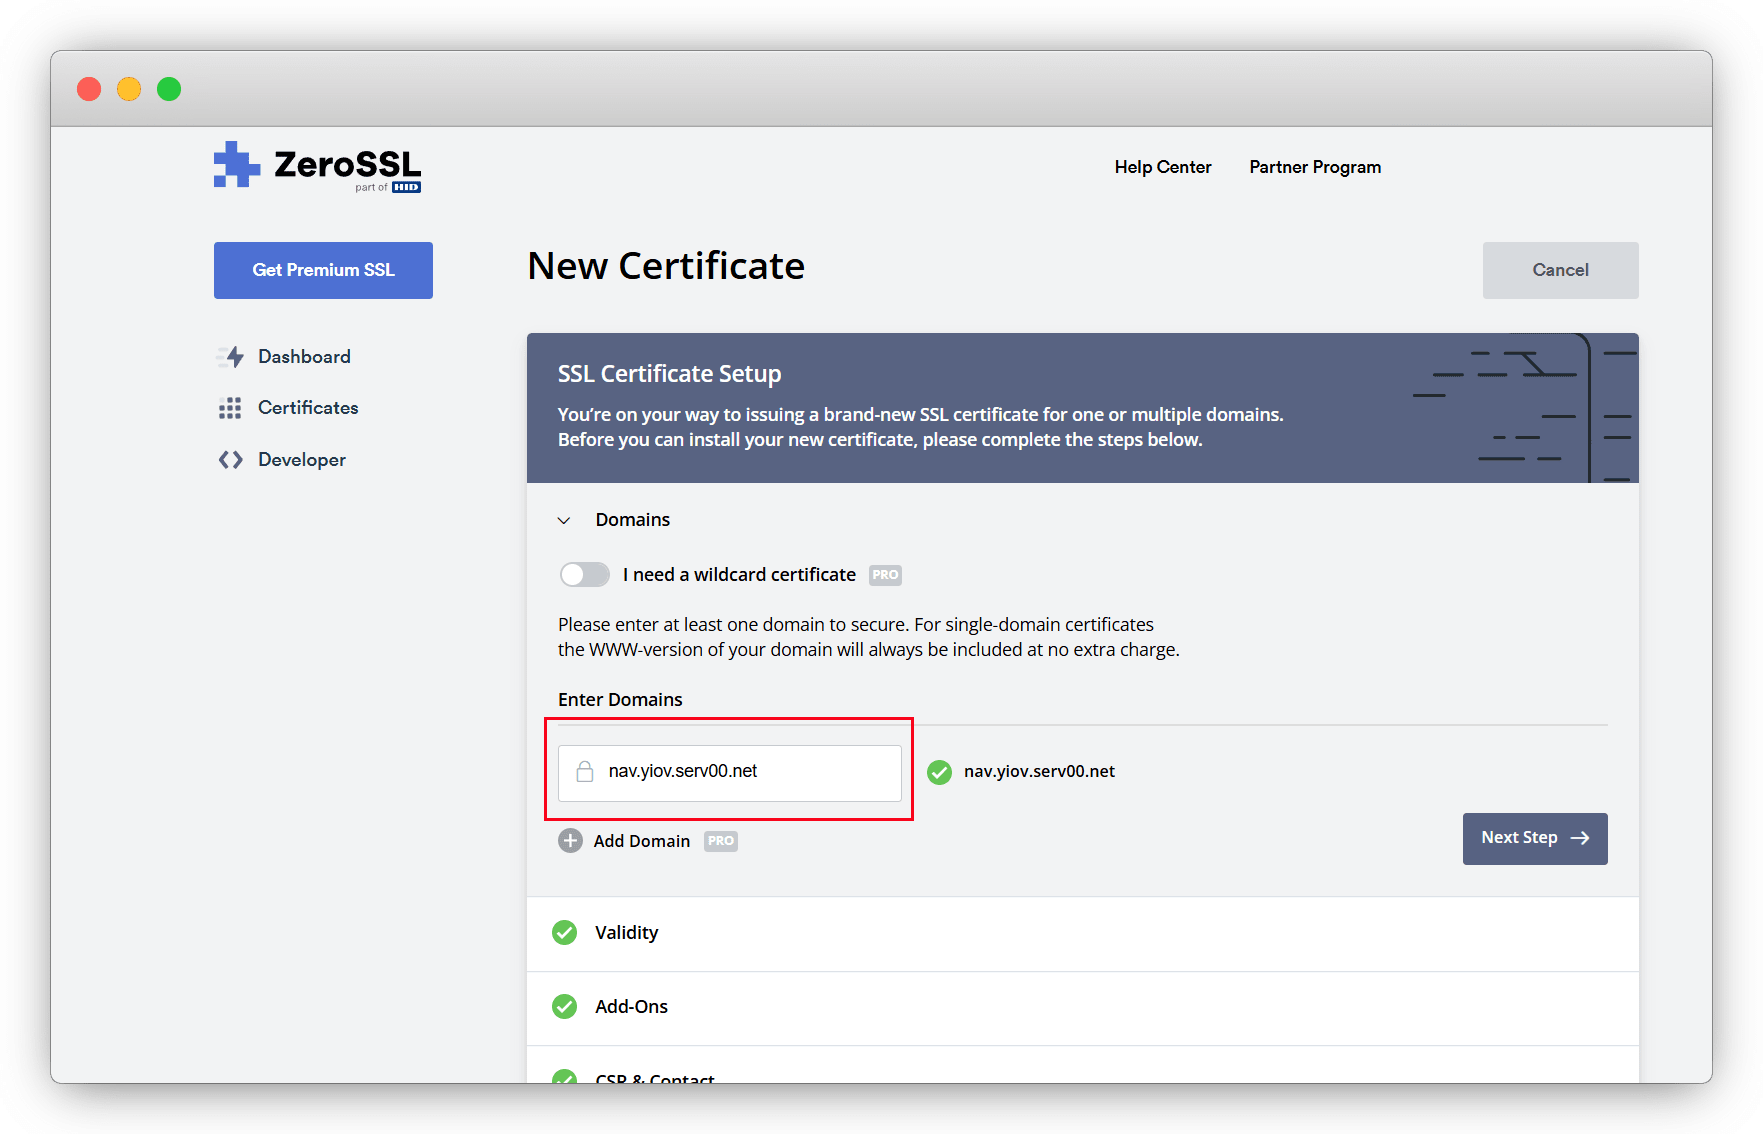 ZeroSSL
part of HID
Help Center
Partner Program
Get Premium SSL
New Certificate
Cancel
Dashboard
Certificates
Developer
SSL Certificate Setup
You’re on your way to issuing a brand-new SSL certificate for one or multiple domains.
Before you can install your new certificate, please complete the steps below.
Domains
I need a wildcard certificate PRO
Please enter at least one domain to secure. For single-domain certificates
the WWW-version of your domain will always be included at no extra charge.
Enter Domains
nav.yiov.serv00.net
nav.yiov.serv00.net
Add Domain PRO
Next Step
Validity
Add-Ons
CSR & Contact